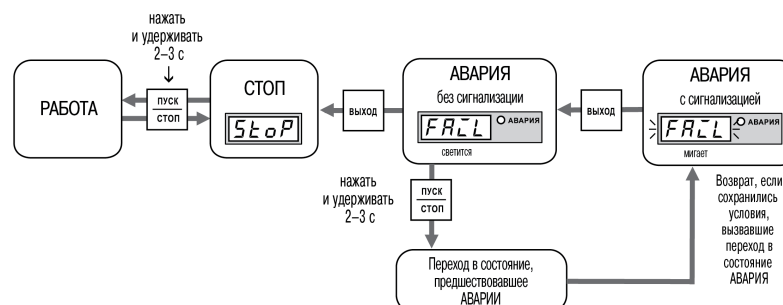 нажать
и удерживать
2–3 с
РАБОТА
ПУСК
СТОП
СТОП
StoP
ВЫХОД
АВАРИЯ
без сигнализации
FAiL
АВАРИЯ
светится
ВЫХОД
АВАРИЯ
с сигнализацией
FAiL
АВАРИЯ
мигает
нажать
и удерживать
2–3 с
ПУСК
СТОП
Возврат, если
сохранились
условия,
вызвавшие
переход в
состояние
АВАРИЯ
Переход в состояние,
предшествовавшее
АВАРИИ